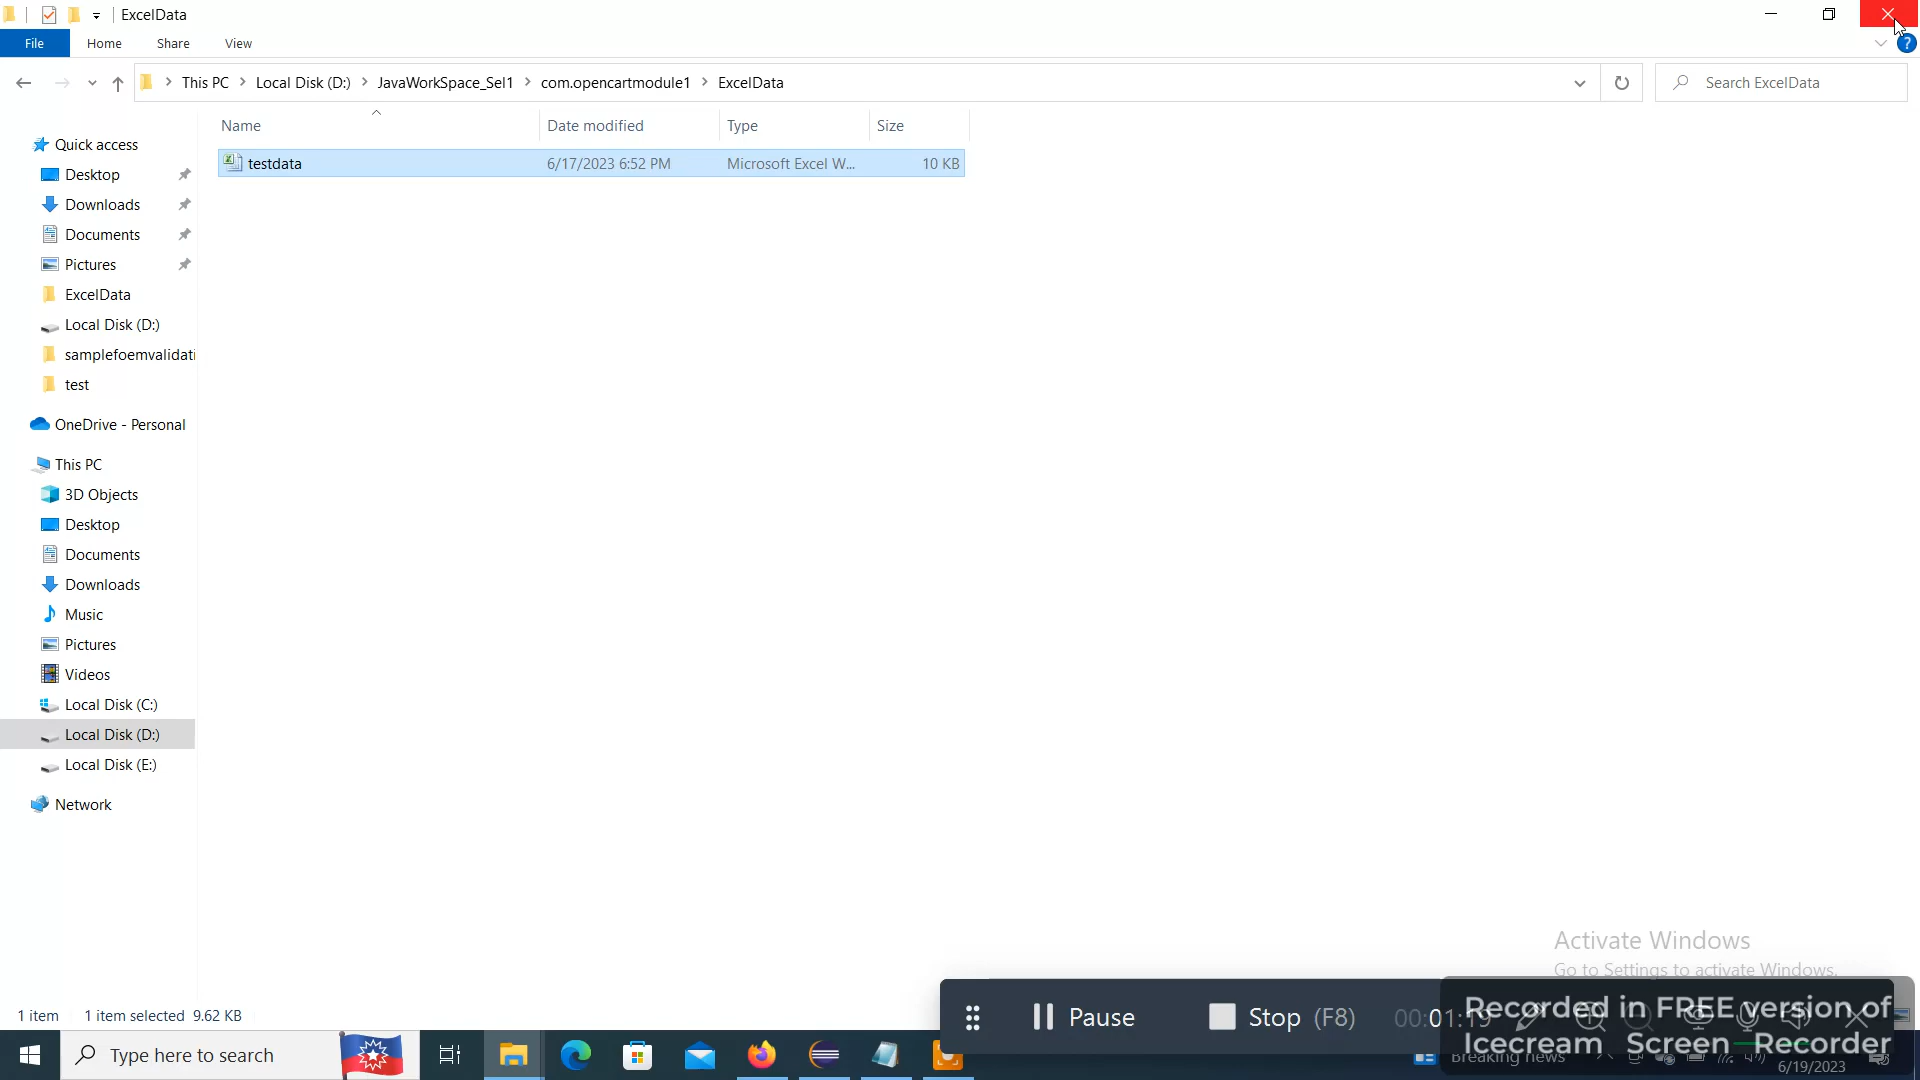 ExcelData
File Home Share View
This PC Local Disk (D:) JavaWorkSpace_Sel1 com.opencartmodule1 ExcelData
Search ExcelData
Name Date modified Type Size
testdata 6/17/2023 6:52 PM Microsoft Excel W... 10 KB
Quick access
Desktop
Downloads
Documents
Pictures
ExcelData
Local Disk (D:)
samplefoemvalidati
test
OneDrive - Personal
This PC
3D Objects
Desktop
Documents
Downloads
Music
Pictures
Videos
Local Disk (C:)
Local Disk (D:)
Local Disk (E:)
Network
Activate Windows
Go to Settings to activate Windows.
1 item 1 item selected 9.62 KB
Pause Stop (F8) 00:01:19
Recorded in FREE version of
Icecream Screen Recorder
Type here to search
Breaking news
6/19/2023